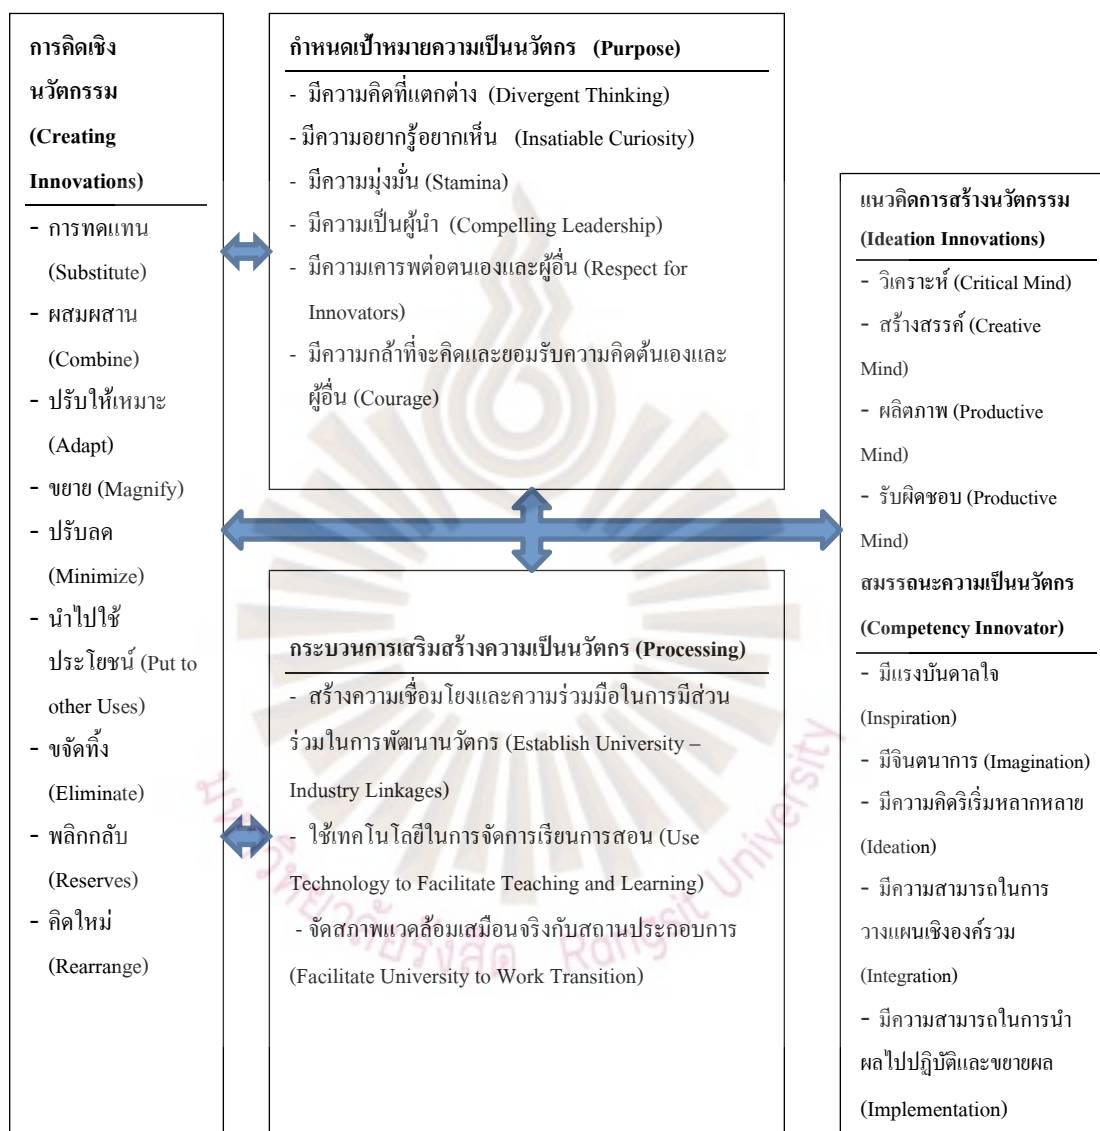 การคิดเชิง
นวัตกรรม
(Creating
Innovations)
- การทดแทน
(Substitute)
- ผสมผสาน
(Combine)
- ปรับให้เหมาะ
(Adapt)
- ขยาย (Magnify)
- ปรับลด
(Minimize)
- นำไปใช้
ประโยชน์ (Put to
other Uses)
- ขจัดทิ้ง
(Eliminate)
- พลิกกลับ
(Reserves)
- คิดใหม่
(Rearrange)
กำหนดเป้าหมายความเป็นนวัตกร (Purpose)
- มีความคิดที่แตกต่าง (Divergent Thinking)
- มีความอยากรู้อยากเห็น (Insatiable Curiosity)
- มีความมุ่งมั่น (Stamina)
- มีความเป็นผู้นำ (Compelling Leadership)
- มีความเคารพต่อตนเองและผู้อื่น (Respect for
Innovators)
- มีความกล้าที่จะคิดและยอมรับความคิดต้นเองและ
ผู้อื่น (Courage)
กระบวนการเสริมสร้างความเป็นนวัตกร (Processing)
- สร้างความเชื่อมโยงและความร่วมมือในการมีส่วน
ร่วมในการพัฒนานวัตกร (Establish University –
Industry Linkages)
- ใช้เทคโนโลยีในการจัดการเรียนการสอน (Use
Technology to Facilitate Teaching and Learning)
- จัดสภาพแวดล้อมเสมือนจริงกับสถานประกอบการ
(Facilitate University to Work Transition)
แนวคิดการสร้างนวัตกรรม
(Ideation Innovations)
- วิเคราะห์ (Critical Mind)
- สร้างสรรค์ (Creative
Mind)
- ผลิตภาพ (Productive
Mind)
- รับผิดชอบ (Productive
Mind)
สมรรถนะความเป็นนวัตกร
(Competency Innovator)
- มีแรงบันดาลใจ
(Inspiration)
- มีจินตนาการ (Imagination)
- มีความคิดริเริ่มหลากหลาย
(Ideation)
- มีความสามารถในการ
วางแผนเชิงองค์รวม
(Integration)
- มีความสามารถในการนำ
ผลไปปฏิบัติและขยายผล
(Implementation)
มหาวิทยาลัยรังสิต Rangsit University